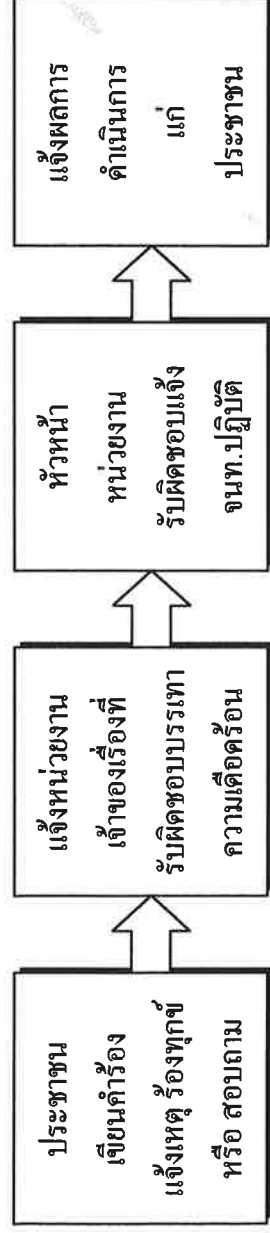 ประชาชน
เขียนคำร้อง
แจ้งเหตุ ร้องทุกข์
หรือ สอบถาม
แจ้งหน่วยงาน
เจ้าของเรื่องที่
รับผิดชอบบรรเทา
ความเดือดร้อน
หัวหน้า
หน่วยงาน
รับผิดชอบแจ้ง
จนท.ปฏิบัติ
แจ้งผลการ
ดำเนินการ
แก่
ประชาชน